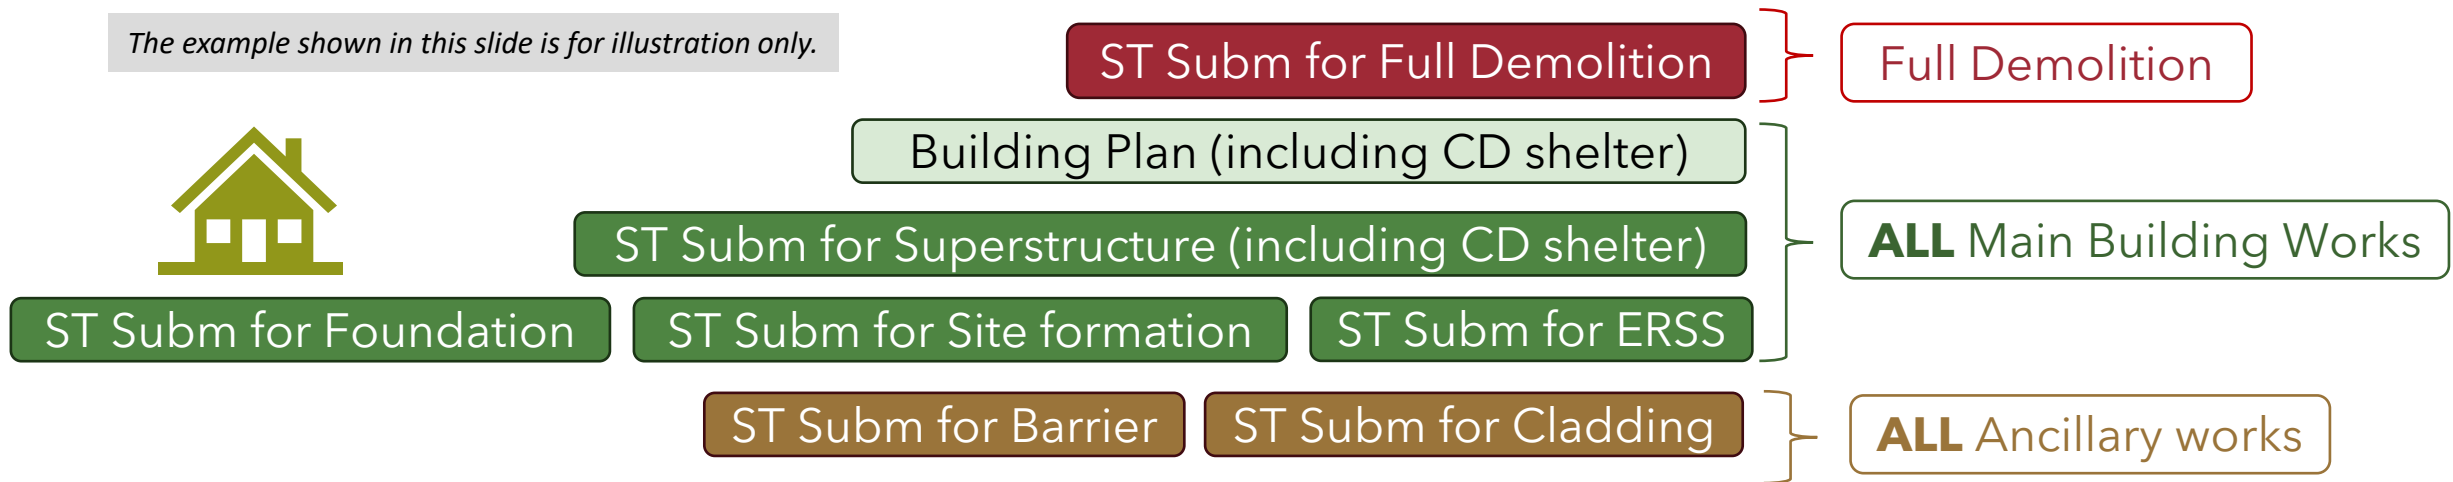 The example shown in this slide is for illustration only.
ST Subm for Full Demolition
Full Demolition
Building Plan (including CD shelter)
ST Subm for Superstructure (including CD shelter)
ALL Main Building Works
ST Subm for Foundation
ST Subm for Site formation
ST Subm for ERSS
ST Subm for Barrier
ST Subm for Cladding
ALL Ancillary works